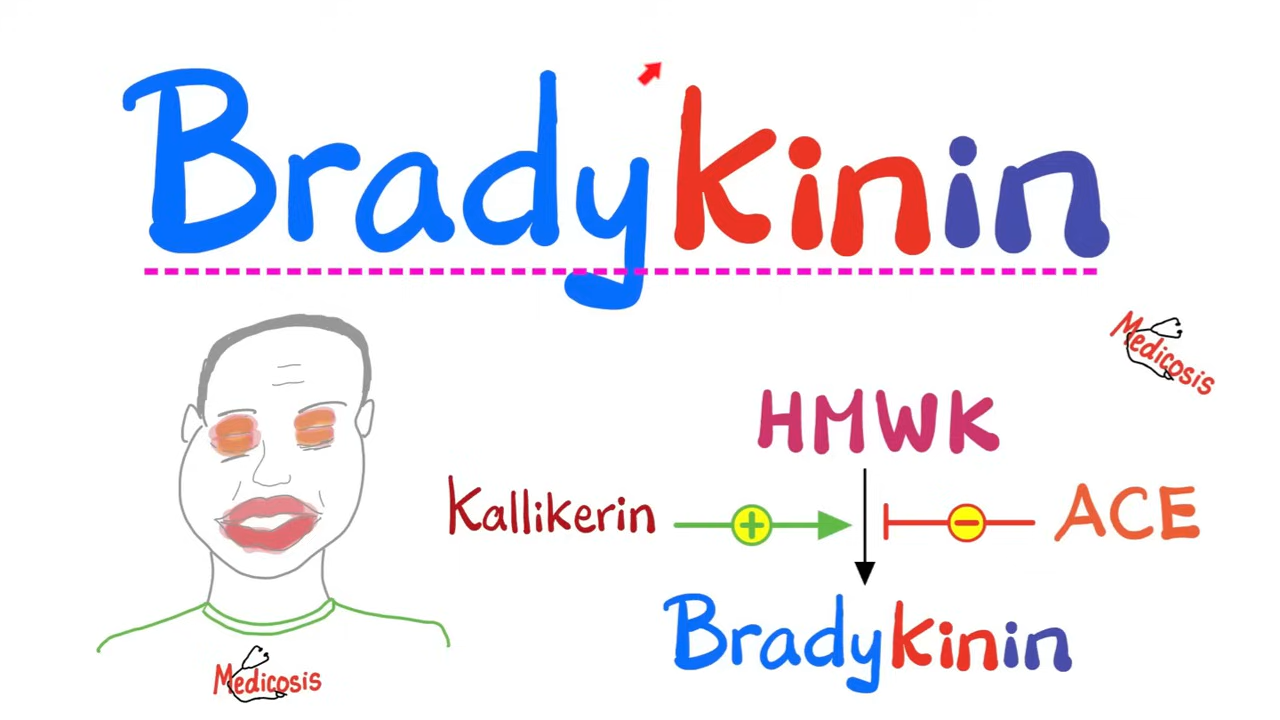 Bradykinin
Medicosis
HMWK
Kallikerin
+
-
ACE
Bradykinin
Medicosis